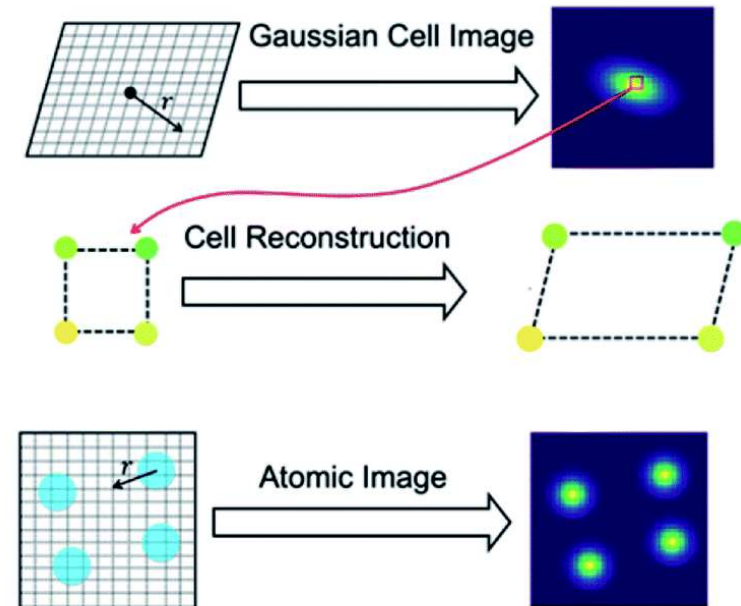 Gaussian Cell Image
r
Cell Reconstruction
r
Atomic Image